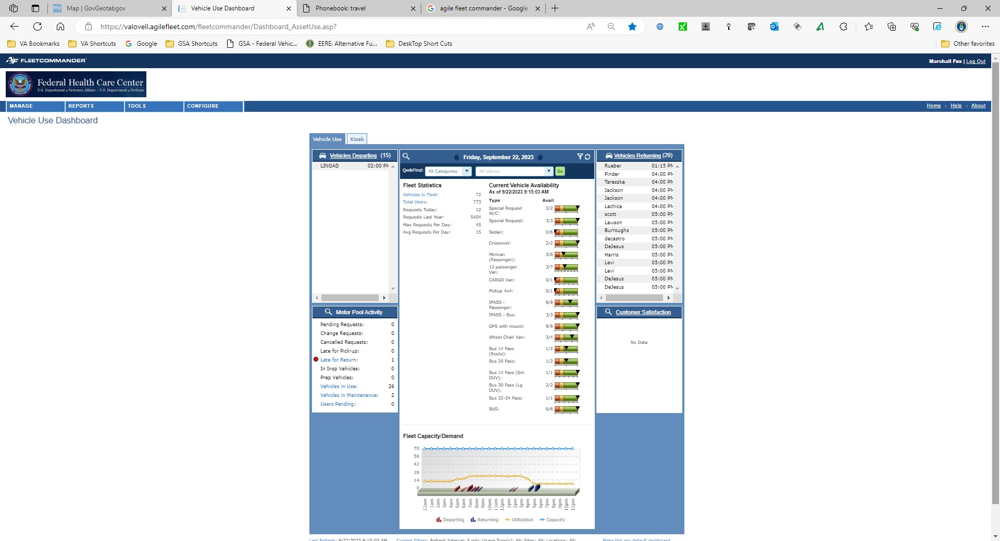 Map | GovGeotabgov
Vehicle Use Dashboard
Phonebook: travel
agile fleet commander - Google
https://valovell.agilefleet.com/fleetcommander/Dashboard_AssetUse.asp?
VA Bookmarks
VA Shortcuts
Google
GSA Shortcuts
GSA - Federal Vehic...
EERE: Alternative Fu...
DeskTop Short Cuts
Other favorites
FLEETCOMMANDER
Marshall Fox | Log Out
Federal Health Care Center
U.S. Department of Veterans Affairs | U.S. Department of Defense
MANAGE
REPORTS
TOOLS
CONFIGURE
Home :: Help :: About
Vehicle Use Dashboard
Vehicle Use
Kiosk
Vehicles Departing (15)
LINGAD 02:00 PM
Motor Pool Activity
Pending Requests: 0
Change Requests: 0
Cancelled Requests: 0
Late for Pick-up: 0
Late for Return: 1
In Insp Vehicles: 0
Prep Vehicles: 0
Vehicles in Use: 26
Vehicles in Maintenance: 2
Users Pending: 0
Friday, September 22, 2023
QwikFind: All Categories All Values Go
Fleet Statistics
Vehicles in Fleet: 72
Total Users: 773
Requests Today: 12
Requests Last Year: 5404
Max Requests Per Day: 45
Avg Requests Per Day: 15
Current Vehicle Availability
As of 9/22/2023 9:15:03 AM
Type Avail
Special Request 2/2
W/C:
Special Request: 3/3
Sedan: 0/6
Crossover: 2/2
Minivan 3/8
(Passenger):
12 passenger 3/7
Van:
CARGO Van: 0/1
Pickup 4x4: 0/1
IPASS - 6/9
Passenger:
IPASS - Bus: 3/3
GPS with mount: 9/9
Wheel Chair Van: 3/4
Bus 14 Pass 1/2
(Route):
Bus 20 Pass: 1/2
Bus 14 Pass (Sm 1/1
DUV):
Bus 30 Pass (Lg 2/2
DUV):
Bus 32-34 Pass: 1/1
BUS: 6/6
Fleet Capacity/Demand
70
56
42
28
14
0
12am 1am 2am 3am 4am 5am 6am 7am 8am 9am 10am 11am 12pm 1pm 2pm 3pm 4pm 5pm 6pm 7pm 8pm 9pm 10pm 11pm
Departing Returning Utilization Capacity
Vehicles Returning (20)
Rueber 01:15 PM
Pinder 04:00 PM
Taraszka 04:00 PM
Jackson 04:00 PM
Jackson 04:00 PM
Lachica 04:00 PM
scott 05:00 PM
Lawson 05:00 PM
Burroughs 05:00 PM
decastro 05:00 PM
DeJesus 05:00 PM
Harris 05:00 PM
Levi 05:00 PM
Levi 05:00 PM
DeJesus 05:00 PM
DeJesus 05:00 PM
Customer Satisfaction
No Data
Last Refresh: 9/22/2023 9:15:03 AM
Current Filters: Refresh Interval: 5 min; Usage Type(s): All; Sites: All; Locations: All;
Make this my default dashboard